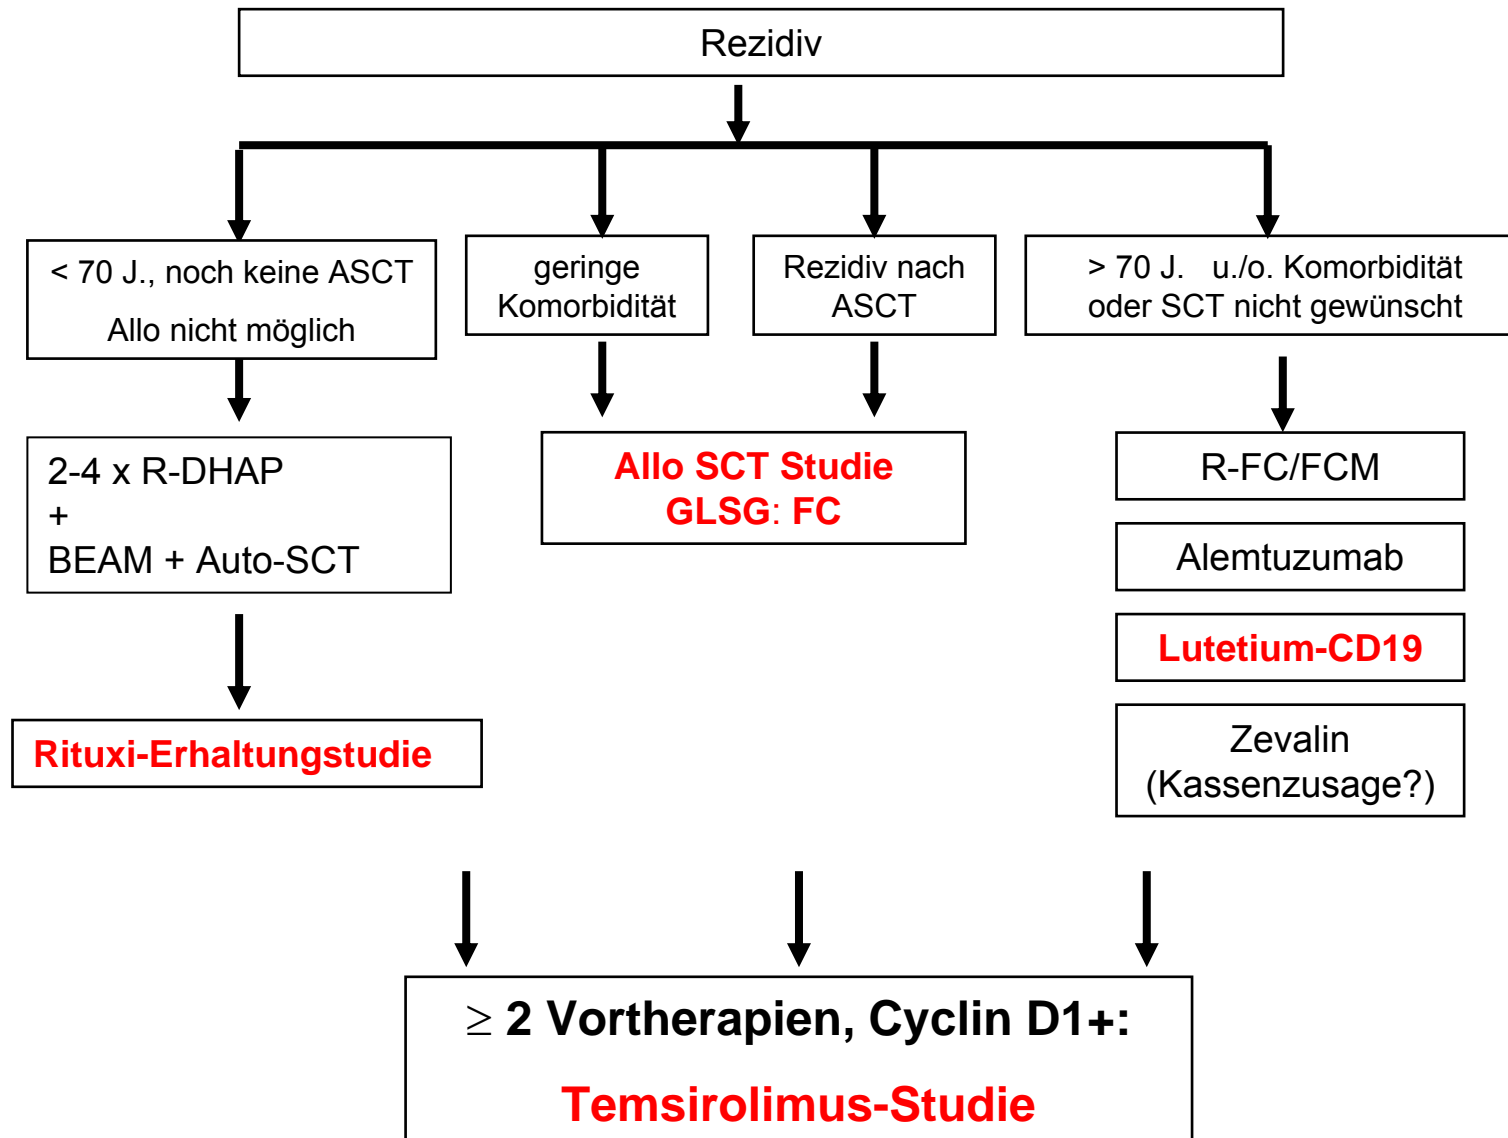 Rezidiv
< 70 J., noch keine ASCT
Allo nicht möglich
geringe
Komorbidität
Rezidiv nach
ASCT
> 70 J. u./o. Komorbidität
oder SCT nicht gewünscht
2-4 x R-DHAP
+
BEAM + Auto-SCT
Allo SCT Studie
GLSG: FC
R-FC/FCM
Alemtuzumab
Lutetium-CD19
Zevalin
(Kassenzusage?)
Rituxi-Erhaltungstudie
≥ 2 Vortherapien, Cyclin D1+:
Temsirolimus-Studie